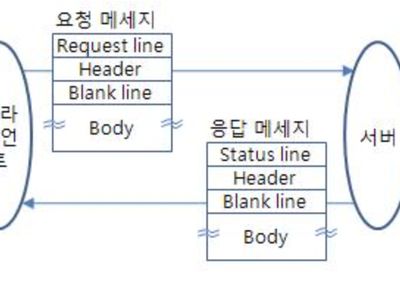 요청 메세지
Request line
Header
Blank line
Body
라
언
트
응답 메세지
Status line
Header
Blank line
Body
서버